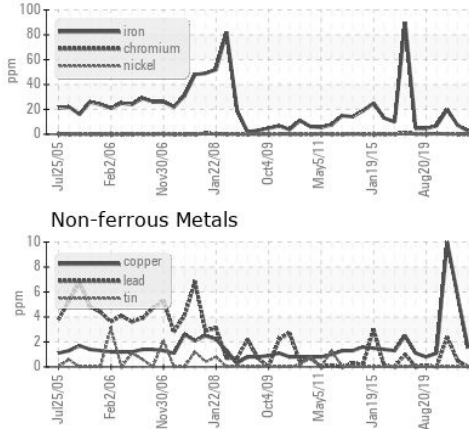 100
80
60
40
20
0
ppm
iron
chromium
nickel
Jul25/05
Feb2/06
Nov30/06
Jan22/08
Oct4/09
May5/11
Jan19/15
Aug20/19
Non-ferrous Metals
10
8
6
4
2
0
ppm
copper
lead
tin
Jul25/05
Feb2/06
Nov30/06
Jan22/08
Oct4/09
May5/11
Jan19/15
Aug20/19